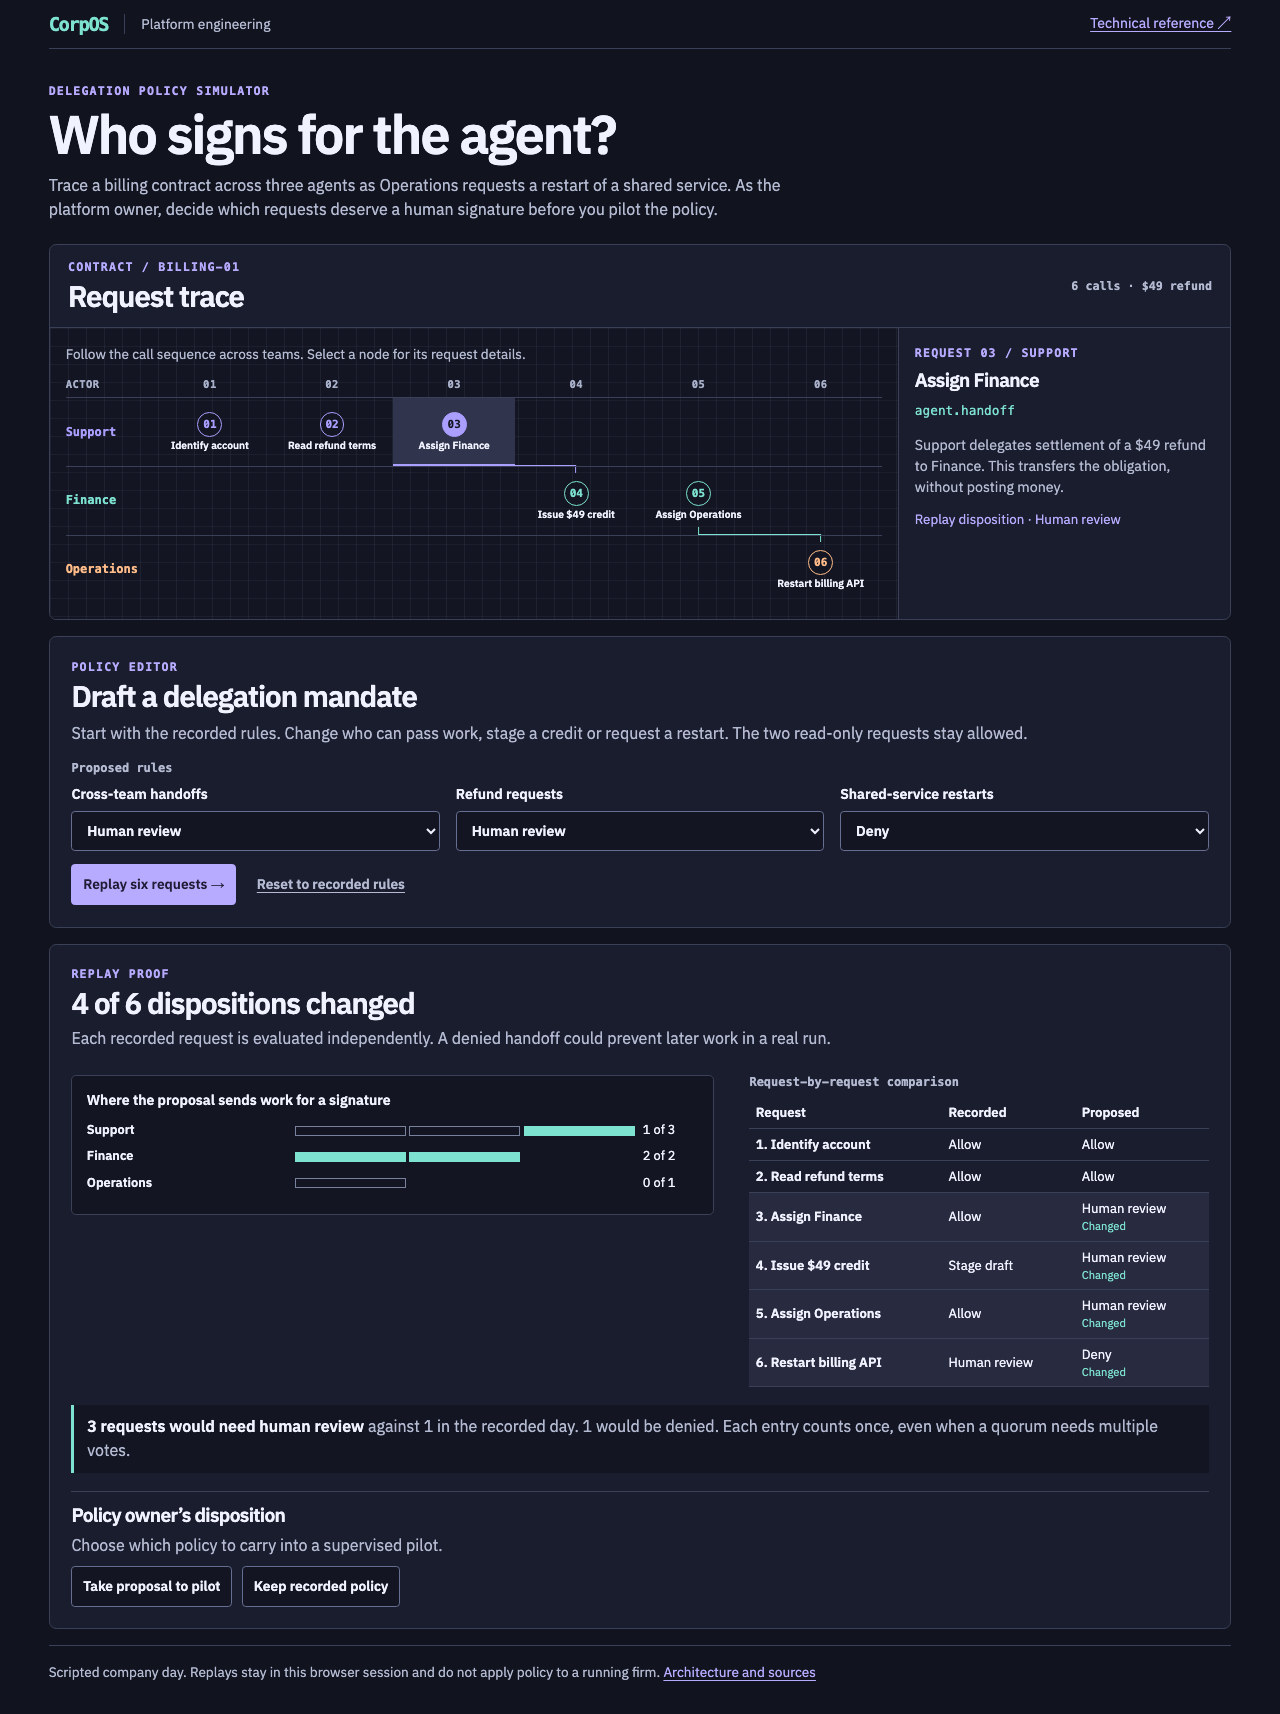 CorpOS
Platform engineering
Technical reference ↗
DELEGATION POLICY SIMULATOR
Who signs for the agent?
Trace a billing contract across three agents as Operations requests a restart of a shared service. As the
platform owner, decide which requests deserve a human signature before you pilot the policy.
CONTRACT / BILLING-01
Request trace
6 calls · $49 refund
Follow the call sequence across teams. Select a node for its request details.
ACTOR 01 02 03 04 05 06
Support
01 02 03
Identify account Read refund terms Assign Finance
Finance
04 05
Issue $49 credit Assign Operations
Operations
06
Restart billing API
REQUEST 03 / SUPPORT
Assign Finance
agent.handoff
Support delegates settlement of a $49 refund
to Finance. This transfers the obligation,
without posting money.
Replay disposition · Human review
POLICY EDITOR
Draft a delegation mandate
Start with the recorded rules. Change who can pass work, stage a credit or request a restart. The two read-only requests stay allowed.
Proposed rules
Cross-team handoffs Refund requests Shared-service restarts
Human review Human review Deny
Replay six requests → Reset to recorded rules
REPLAY PROOF
4 of 6 dispositions changed
Each recorded request is evaluated independently. A denied handoff could prevent later work in a real run.
Where the proposal sends work for a signature
Support 1 of 3
Finance 2 of 2
Operations 0 of 1
Request-by-request comparison
Request Recorded Proposed
1. Identify account Allow Allow
2. Read refund terms Allow Allow
3. Assign Finance Allow Human review
Changed
4. Issue $49 credit Stage draft Human review
Changed
5. Assign Operations Allow Human review
Changed
6. Restart billing API Human review Deny
Changed
3 requests would need human review against 1 in the recorded day. 1 would be denied. Each entry counts once, even when a quorum needs multiple
votes.
Policy owner’s disposition
Choose which policy to carry into a supervised pilot.
Take proposal to pilot Keep recorded policy
Scripted company day. Replays stay in this browser session and do not apply policy to a running firm. Architecture and sources